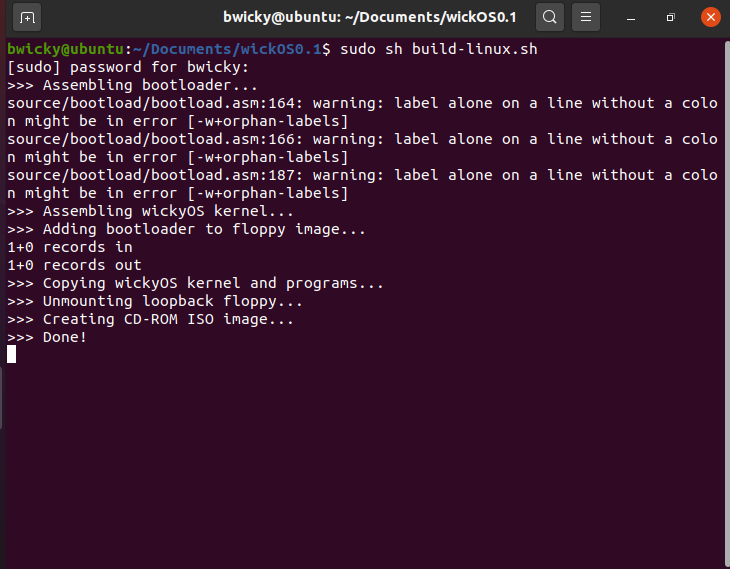 bwicky@ubuntu: ~/Documents/wickOS0.1
bwicky@ubuntu:~/Documents/wickOS0.1$ sudo sh build-linux.sh
[sudo] password for bwicky:
>>> Assembling bootloader...
source/bootload/bootload.asm:164: warning: label alone on a line without a colo
n might be in error [-w+orphan-labels]
source/bootload/bootload.asm:166: warning: label alone on a line without a colo
n might be in error [-w+orphan-labels]
source/bootload/bootload.asm:187: warning: label alone on a line without a colo
n might be in error [-w+orphan-labels]
>>> Assembling wickyOS kernel...
>>> Adding bootloader to floppy image...
1+0 records in
1+0 records out
>>> Copying wickyOS kernel and programs...
>>> Unmounting loopback floppy...
>>> Creating CD-ROM ISO image...
>>> Done!